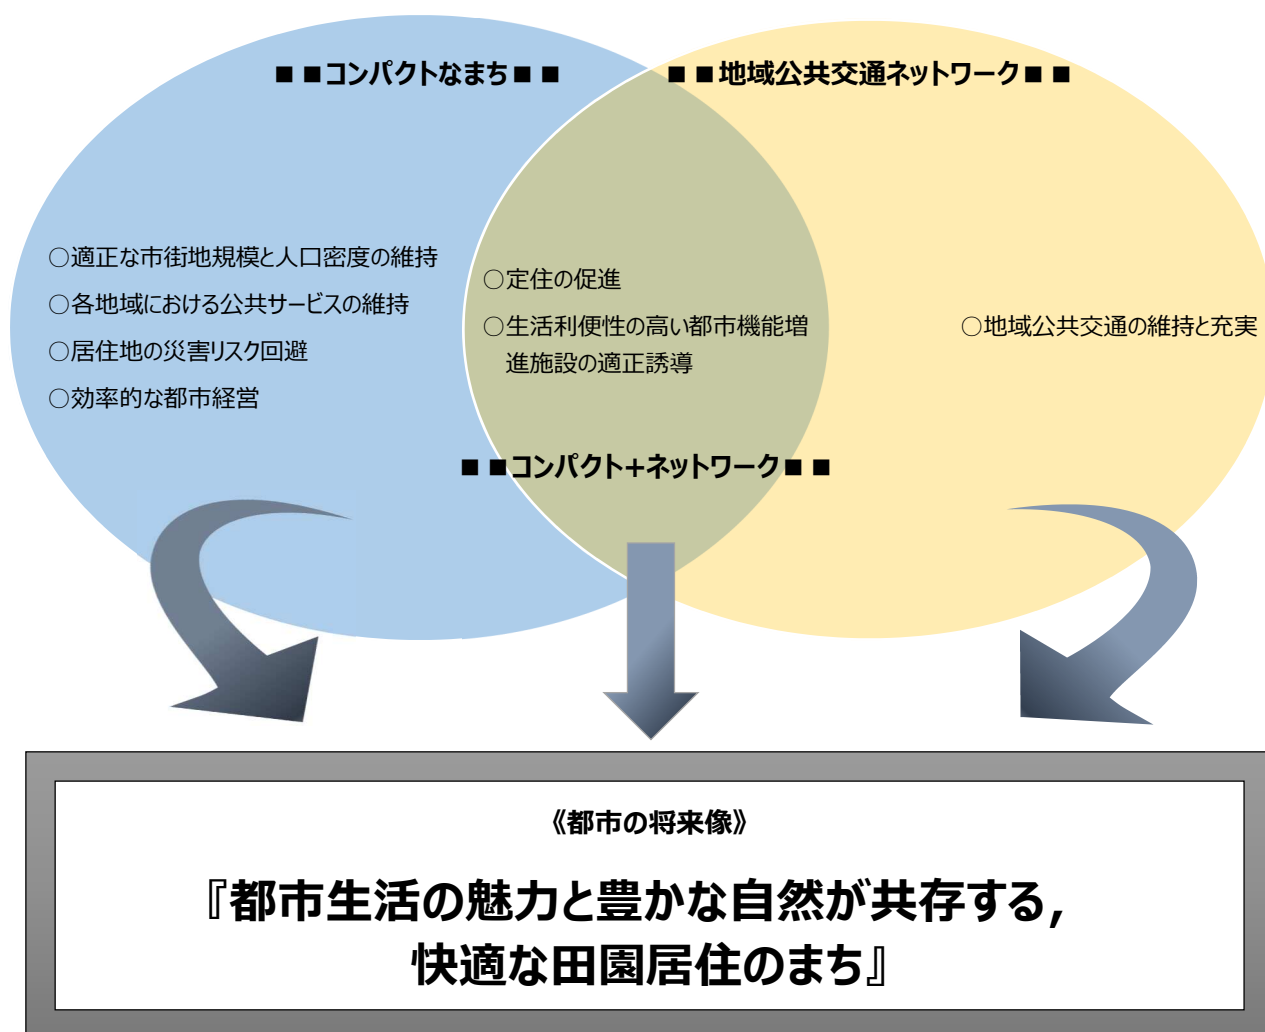 ■ ■コンパクトなまち■ ■
■ ■地域公共交通ネットワーク■ ■
○適正な市街地規模と人口密度の維持
○各地域における公共サービスの維持
○居住地の災害リスク回避
○効率的な都市経営
○定住の促進
○生活利便性の高い都市機能増
進施設の適正誘導
○地域公共交通の維持と充実
■ ■コンパクト+ネットワーク■ ■
《都市の将来像》
『都市生活の魅力と豊かな自然が共存する,
快適な田園居住のまち』